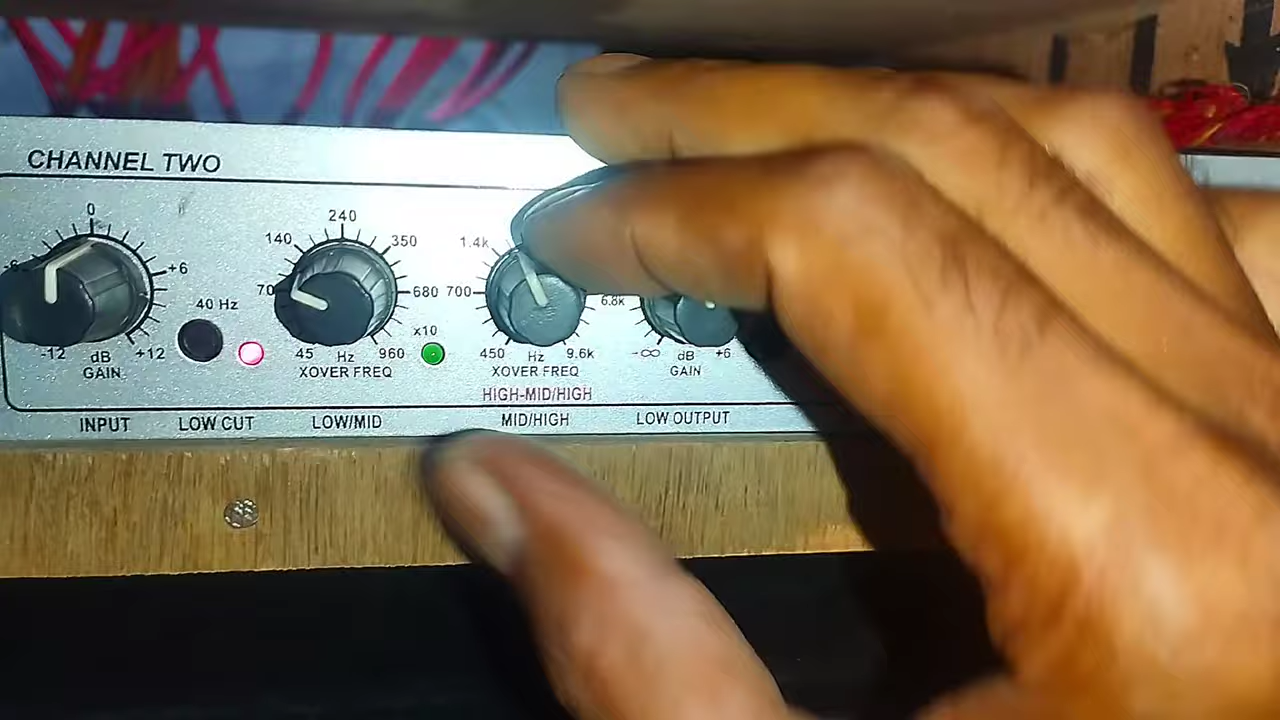 CHANNEL TWO
0
+6
-12
dB
+12
GAIN
INPUT
40 Hz
LOW CUT
240
140
350
70
680
45
Hz
960
XOVER FREQ
LOW/MID
x10
1.4k
700
6.8k
450
Hz
9.6k
XOVER FREQ
HIGH-MID/HIGH
MID/HIGH
-∞
dB
+6
GAIN
LOW OUTPUT